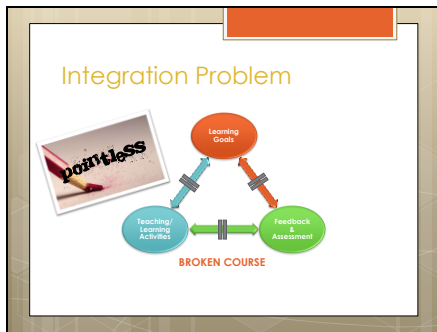 Integration Problem
pointless
Learning
Goals
Teaching/
Learning
Activities
Feedback
&
Assessment
BROKEN COURSE